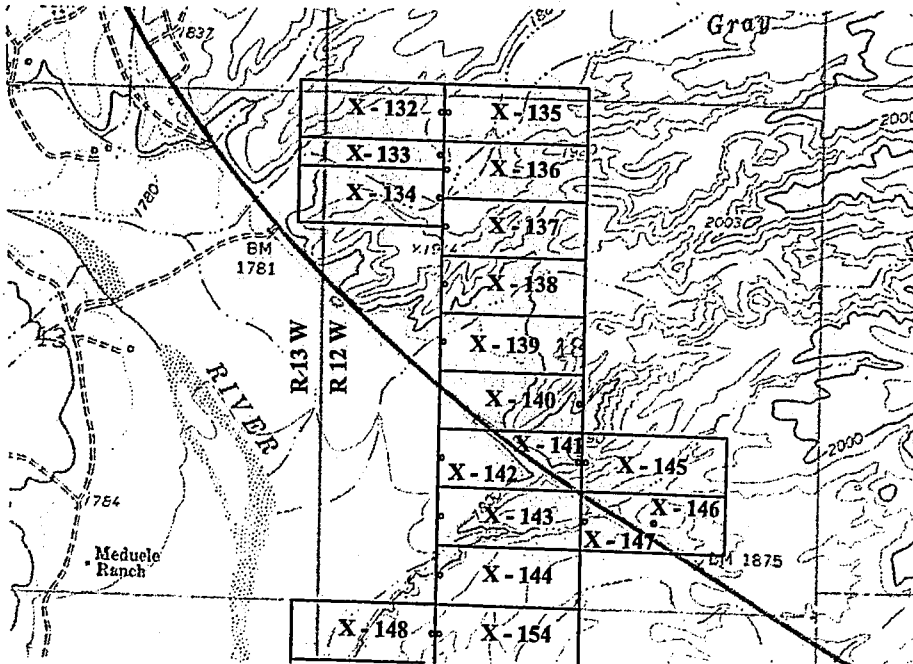 Gray
1837
X - 132
X - 135
2000
X - 133
X - 136
X - 134
1780
2003
X - 137
BM
1781
X - 138
R 13 W
R 12 W
X - 139
18
RIVER
X - 140
X - 141
X - 142
X - 145
2000
1784
X - 143
X - 146
X - 147
Meduele
Ranch
X - 144
BM 1875
X - 148
X - 154